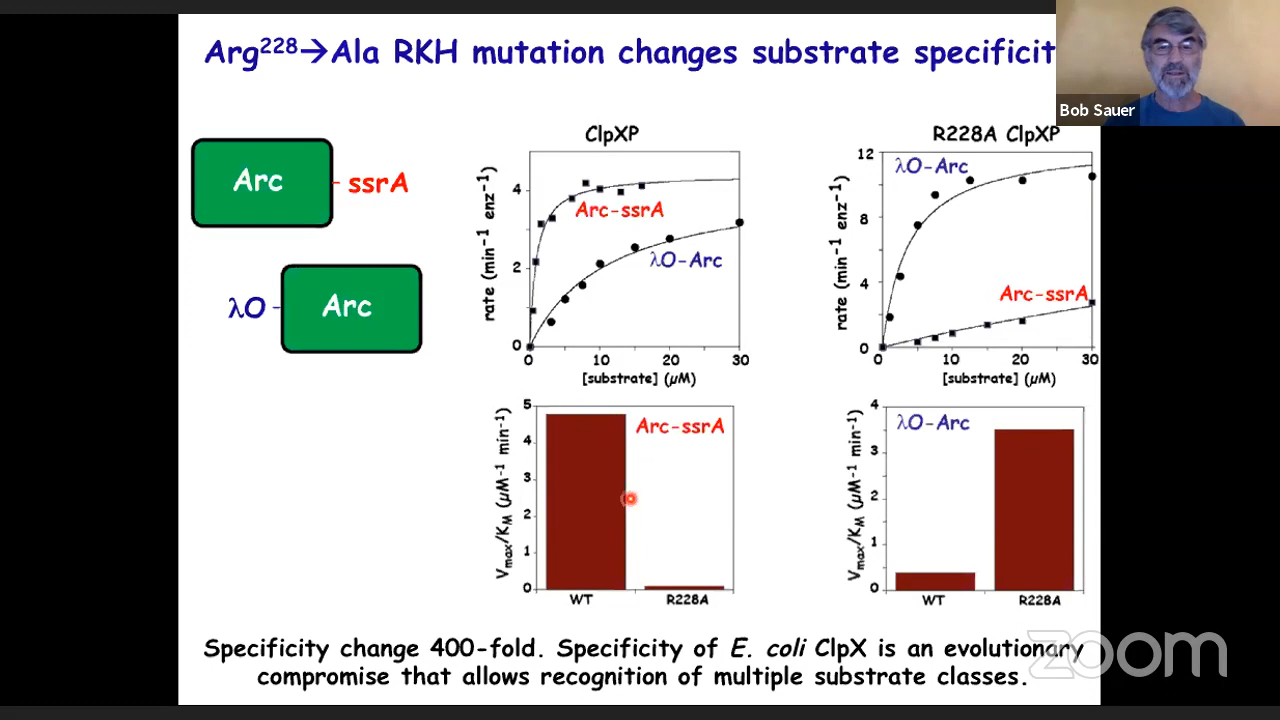 Arg²²⁸→Ala RKH mutation changes substrate specificit
Bob Sauer
Arc - ssrA
λO - Arc
ClpXP
rate (min⁻¹ enz⁻¹)
4
2
0
Arc-ssrA
λO-Arc
0 10 20 30
[substrate] (µM)
R228A ClpXP
rate (min⁻¹ enz⁻¹)
12
8
4
0
λO-Arc
Arc-ssrA
0 10 20 30
[substrate] (µM)
Vmax/KM (µM⁻¹ min⁻¹)
5
4
3
2
1
0
Arc-ssrA
WT R228A
Vmax/KM (µM⁻¹ min⁻¹)
4
3
2
1
0
λO-Arc
WT R228A
Specificity change 400-fold. Specificity of E. coli ClpX is an evolutionary
compromise that allows recognition of multiple substrate classes.
zoom